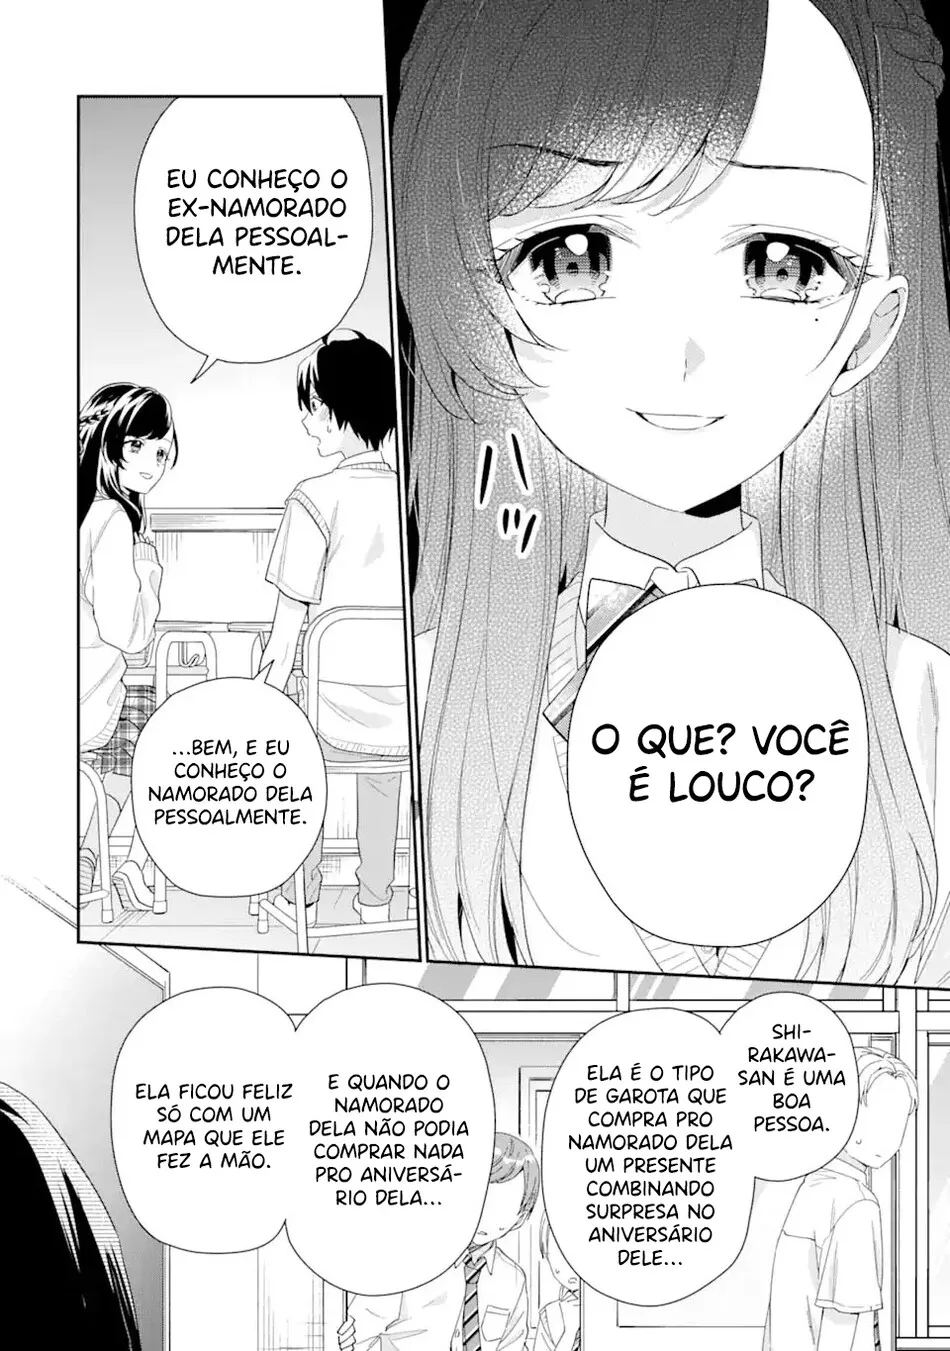 O QUE? VOCÊ
É LOUCO?
バッ
EU CONHEÇO O
EX-NAMORADO
DELA PESSOAL-
MENTE.
...BEM, E EU
CONHEÇO O
NAMORADO DELA
PESSOALMENTE.
SHI-
RAKAWA-
SAN É UMA
BOA
PESSOA.
ELA É O TIPO
DE GAROTA QUE
COMPRA PRO
NAMORADO DELA
UM PRESENTE
COMBINANDO
SURPRESA NO
ANIVERSÁRIO
DELE...
E QUANDO O
NAMORADO
DELA NÃO PODIA
COMPRAR NADA
PRO ANIVERSÁ-
RIO DELA...
ELA FICOU FELIZ
SÓ COM UM
MAPA QUE ELE
FEZ A MÃO.